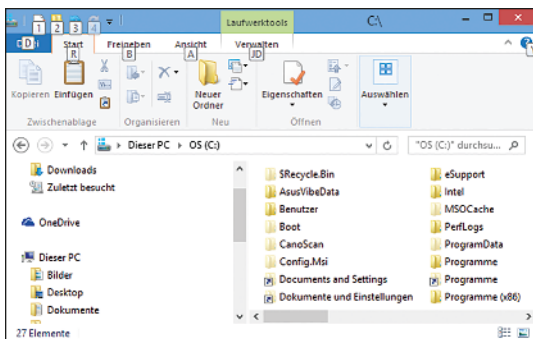 1 2 3 4 Laufwerktools C:\
D Start Freigeben Ansicht Verwalten
R B A JD
Kopieren Einfügen Neuer Ordner Eigenschaften Auswählen
Zwischenablage Organisieren Neu Öffnen
Dieser PC OS (C:) "OS (C:)" durchsu...
Downloads
Zuletzt besucht
OneDrive
Dieser PC
Bilder
Desktop
Dokumente
$Recycle.Bin
AsusVibeData
Benutzer
Boot
CanoScan
Config.Msi
Documents and Settings
Dokumente und Einstellungen
eSupport
Intel
MSOCache
PerfLogs
ProgramData
Programme
Programme
Programme (x86)
27 Elemente